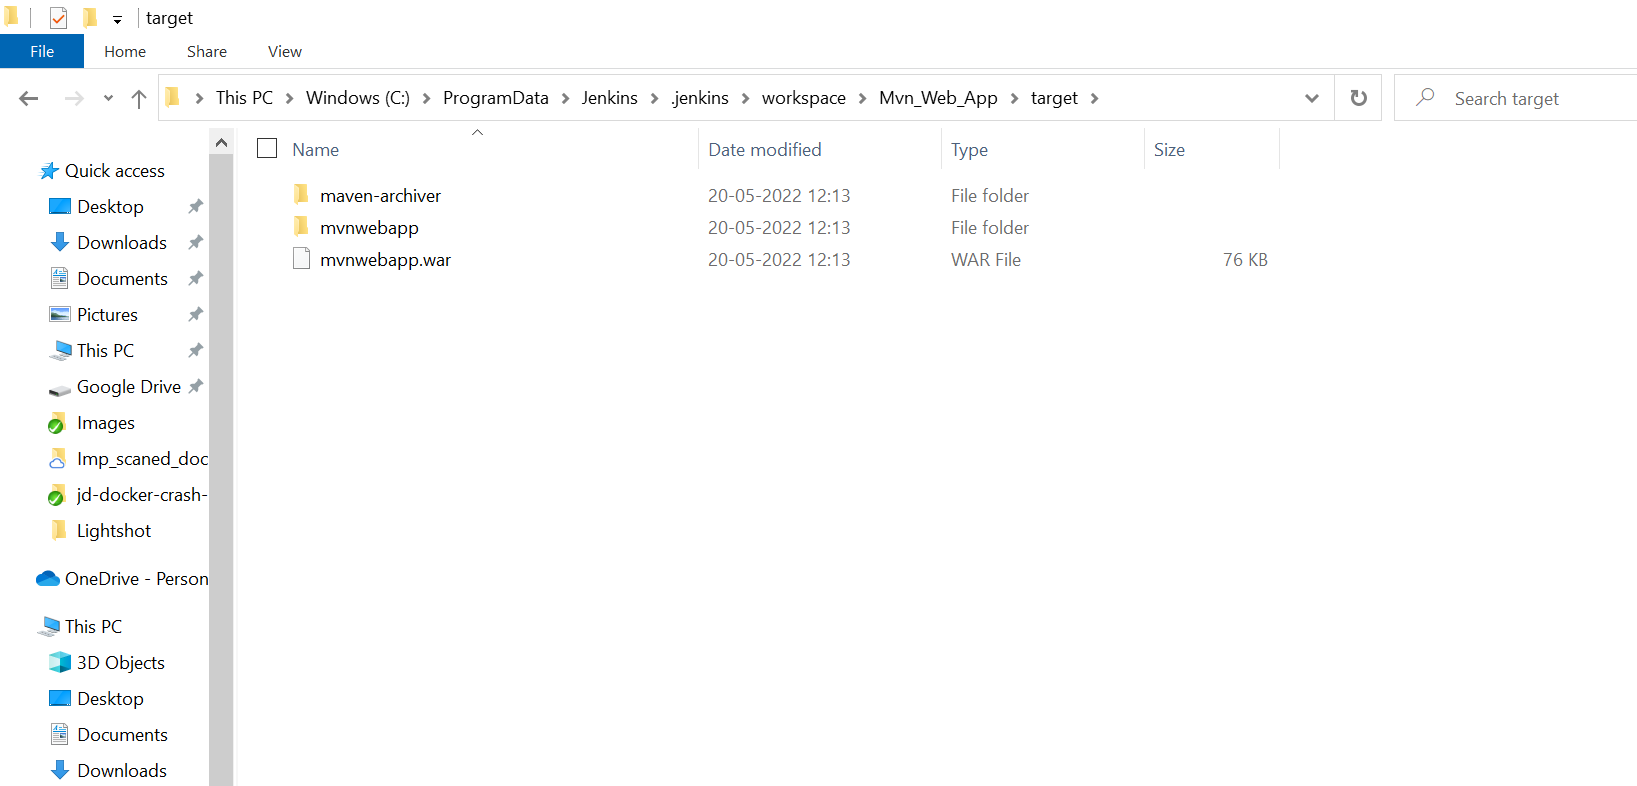 target
File Home Share View
This PC Windows (C:) ProgramData Jenkins .jenkins workspace Mvn_Web_App target
Search target
Quick access
Desktop
Downloads
Documents
Pictures
This PC
Google Drive
Images
Imp_scaned_doc
jd-docker-crash-
Lightshot
OneDrive - Person
This PC
3D Objects
Desktop
Documents
Downloads
Name Date modified Type Size
maven-archiver 20-05-2022 12:13 File folder
mvnwebapp 20-05-2022 12:13 File folder
mvnwebapp.war 20-05-2022 12:13 WAR File 76 KB